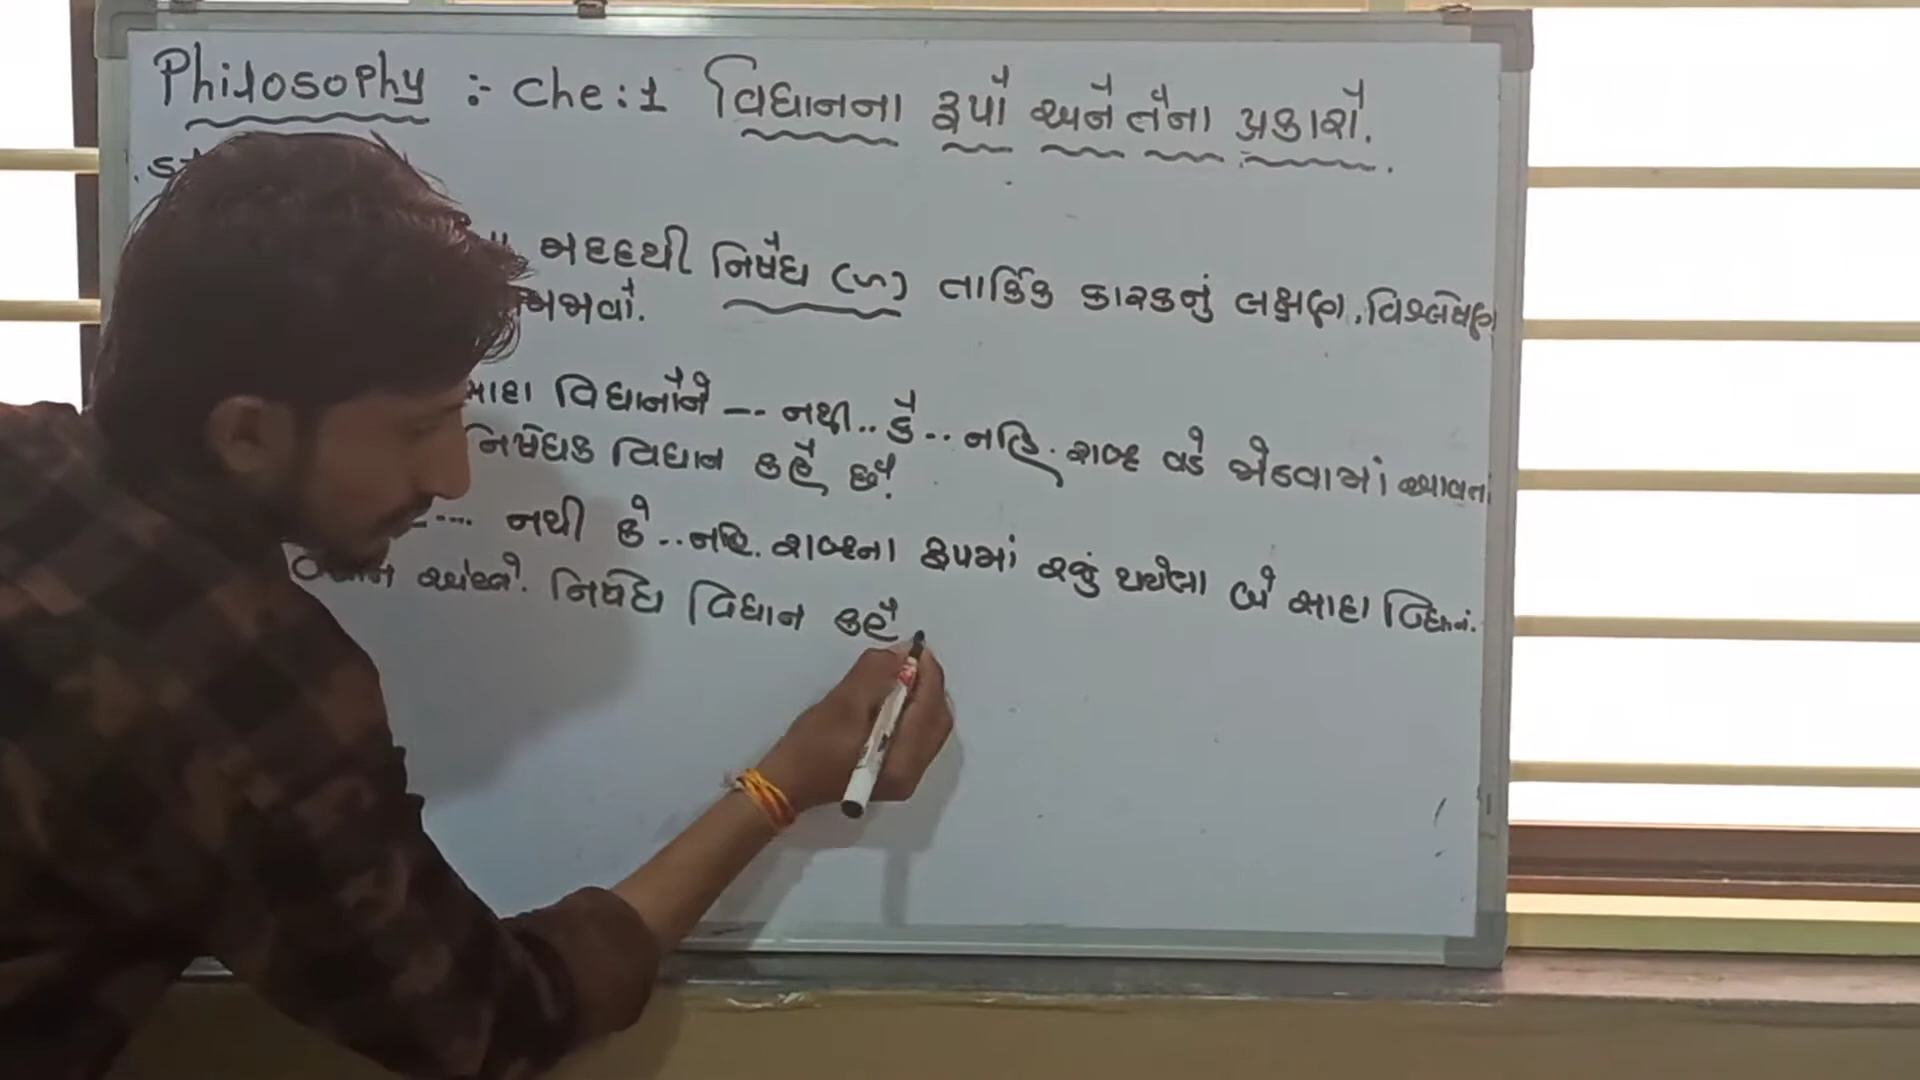 Philosophy :- Che:1 વિધાનના રૂપો અને તેના પ્રકારો.
મદદથી નિષેધ (~) તાર્કિક કારકનું લક્ષણ, વિશ્લેષણ
સમજાવો.
સાદા વિધાનોને --- નથી.. કે.. નહિ. શબ્દ વડે જોડવામાં આવતા
નિષેધક વિધાન કહે છે.
--- નથી કે.. નહિ. શબ્દના રૂપમાં રજું થયેલા બે સાદા
નિષેધ વિધાન કહે